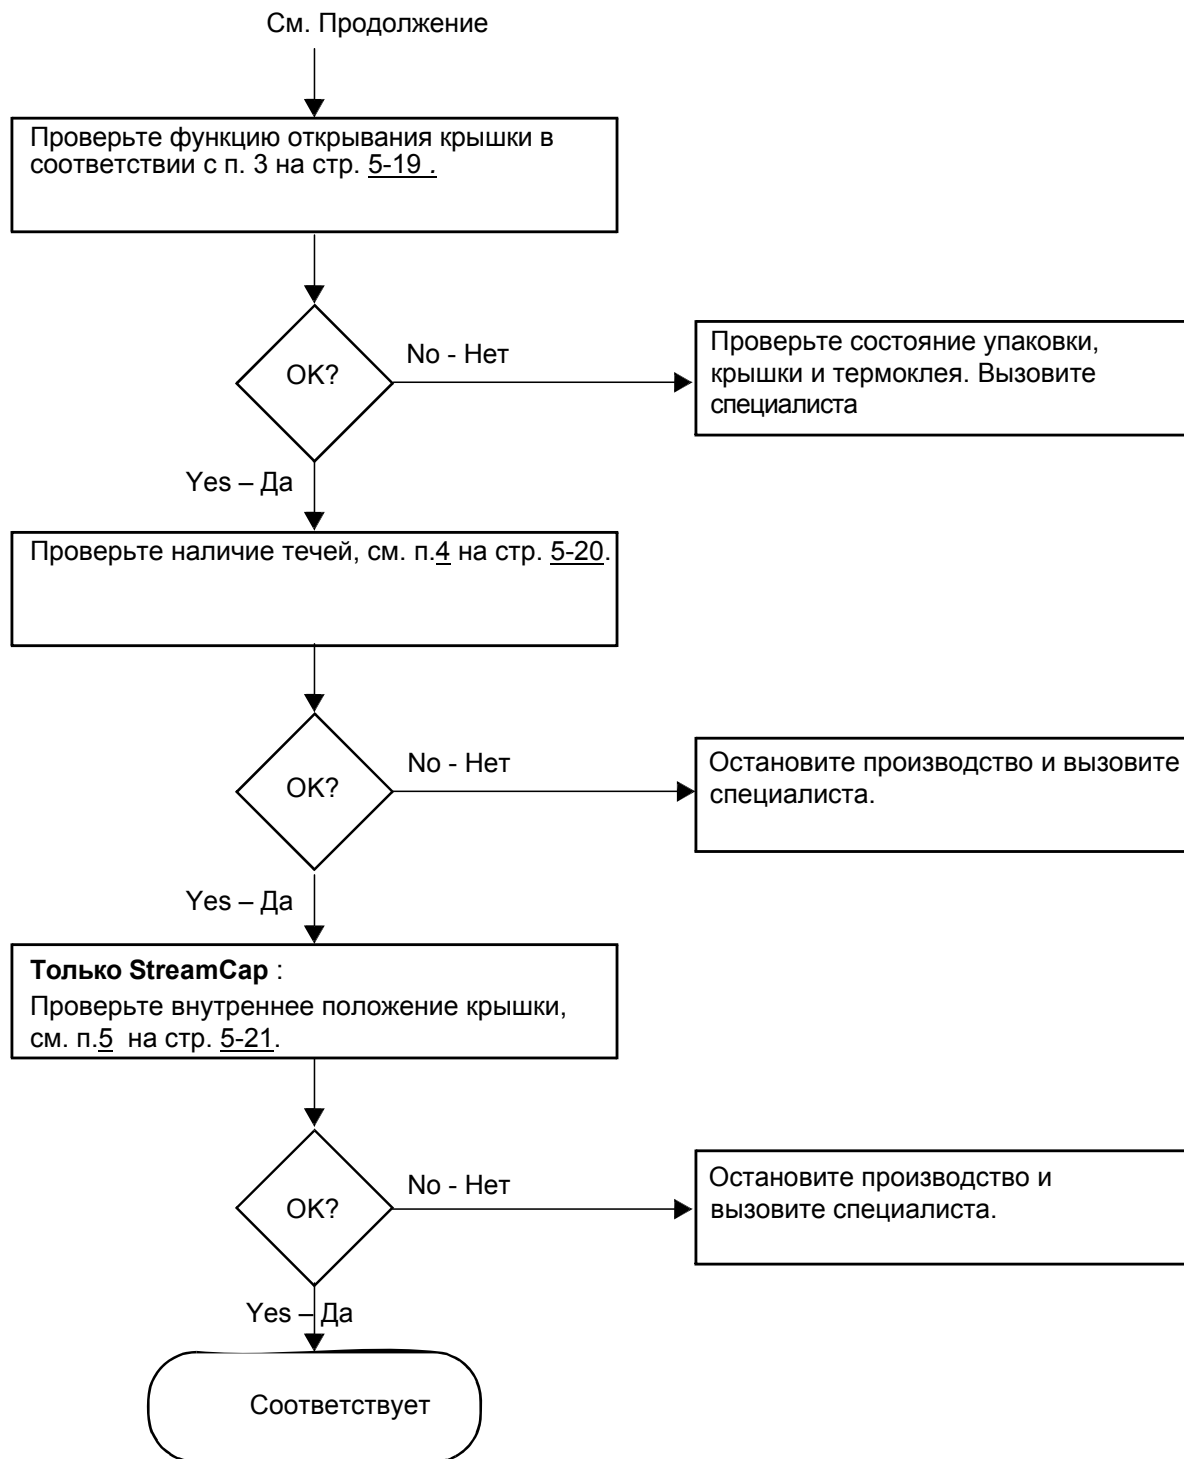 См. Продолжение
Проверьте функцию открывания крышки в
соответствии с п. 3 на стр. 5-19 .
OK?
No - Нет
Проверьте состояние упаковки,
крышки и термоклея. Вызовите
специалиста
Yes – Да
Проверьте наличие течей, см. п.4 на стр. 5-20.
OK?
No - Нет
Остановите производство и вызовите
специалиста.
Yes – Да
Только StreamCap :
Проверьте внутреннее положение крышки,
см. п.5 на стр. 5-21.
OK?
No - Нет
Остановите производство и
вызовите специалиста.
Yes – Да
Соответствует